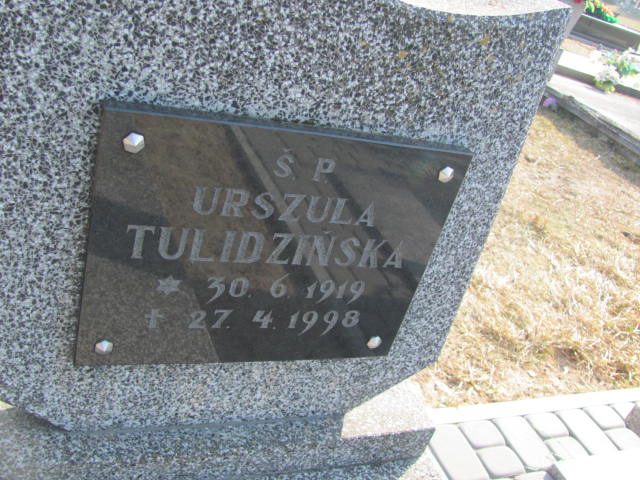 Ś. P.
URSZULA
TULIDZIŃSKA
30. 6. 1919
27. 4. 1998